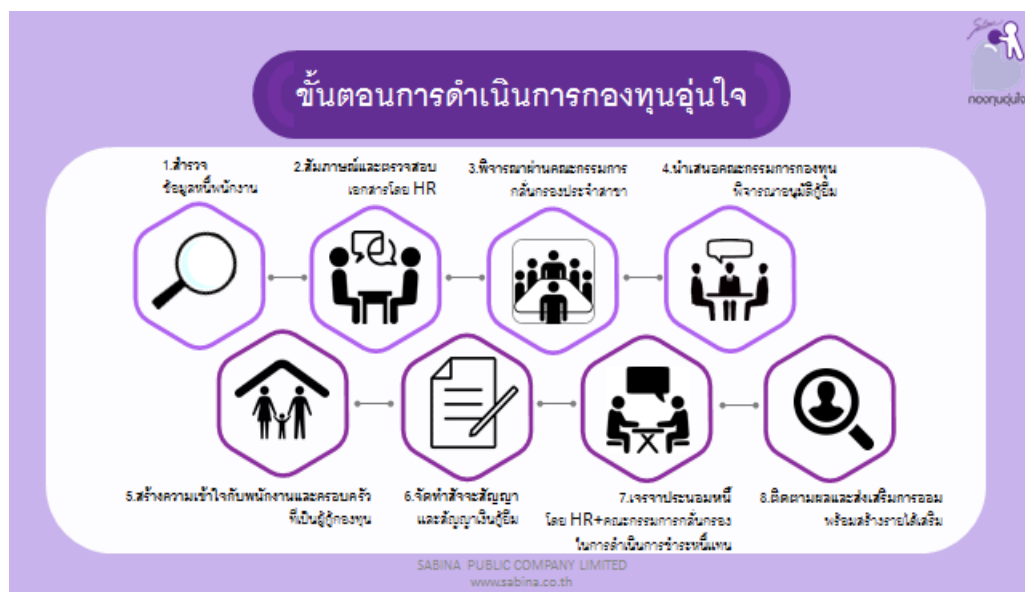 กองทุนอุ่นใจ
ขั้นตอนการดำเนินการกองทุนอุ่นใจ
1.สำรวจ
ข้อมูลหนี้พนักงาน
2.สัมภาษณ์และตรวจสอบ
เอกสารโดย HR
3.พิจารณาผ่านคณะกรรมการ
กลั่นกรองประจำสาขา
4.นำเสนอคณะกรรมการกองทุน
พิจารณาอนุมัติกู้ยืม
5.สร้างความเข้าใจกับพนักงานและครอบครัว
ที่เป็นผู้กู้กองทุน
6.จัดทำสัจจะสัญญา
และสัญญาเงินกู้ยืม
7.เจรจาประนอมหนี้
โดย HR+คณะกรรมการกลั่นกรอง
ในการดำเนินการชำระหนี้แทน
8.ติดตามผลและส่งเสริมการออม
พร้อมสร้างรายได้เสริม
SABINA PUBLIC COMPANY LIMITED
www.sabina.co.th